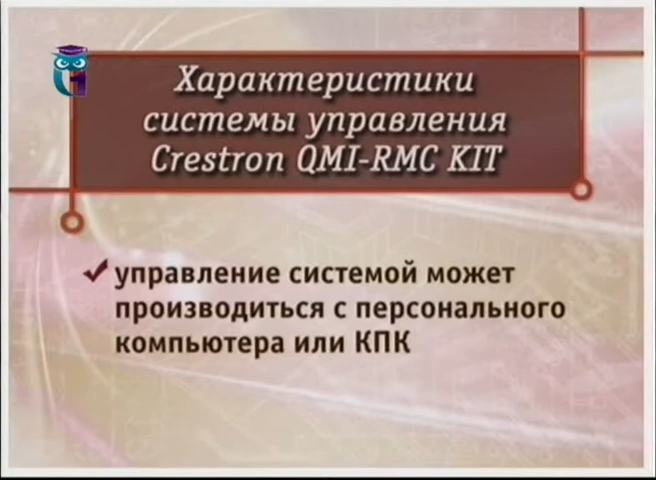 Характеристики
системы управления
Crestron QMI-RMC KIT
управление системой может
производиться с персонального
компьютера или КПК